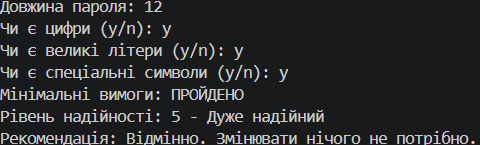 Довжина пароля: 12
Чи є цифри (y/n): y
Чи є великі літери (y/n): y
Чи є спеціальні символи (y/n): y
Мінімальні вимоги: ПРОЙДЕНО
Рівень надійності: 5 - Дуже надійний
Рекомендація: Відмінно. Змінювати нічого не потрібно.